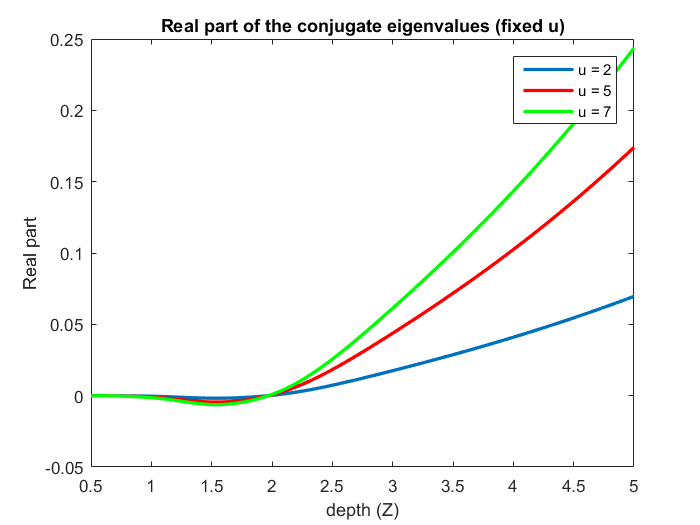 Real part of the conjugate eigenvalues (fixed u)
0.25
0.2
0.15
0.1
0.05
0
-0.05
Real part
u = 2
u = 5
u = 7
0.5 1 1.5 2 2.5 3 3.5 4 4.5 5
depth (Z)